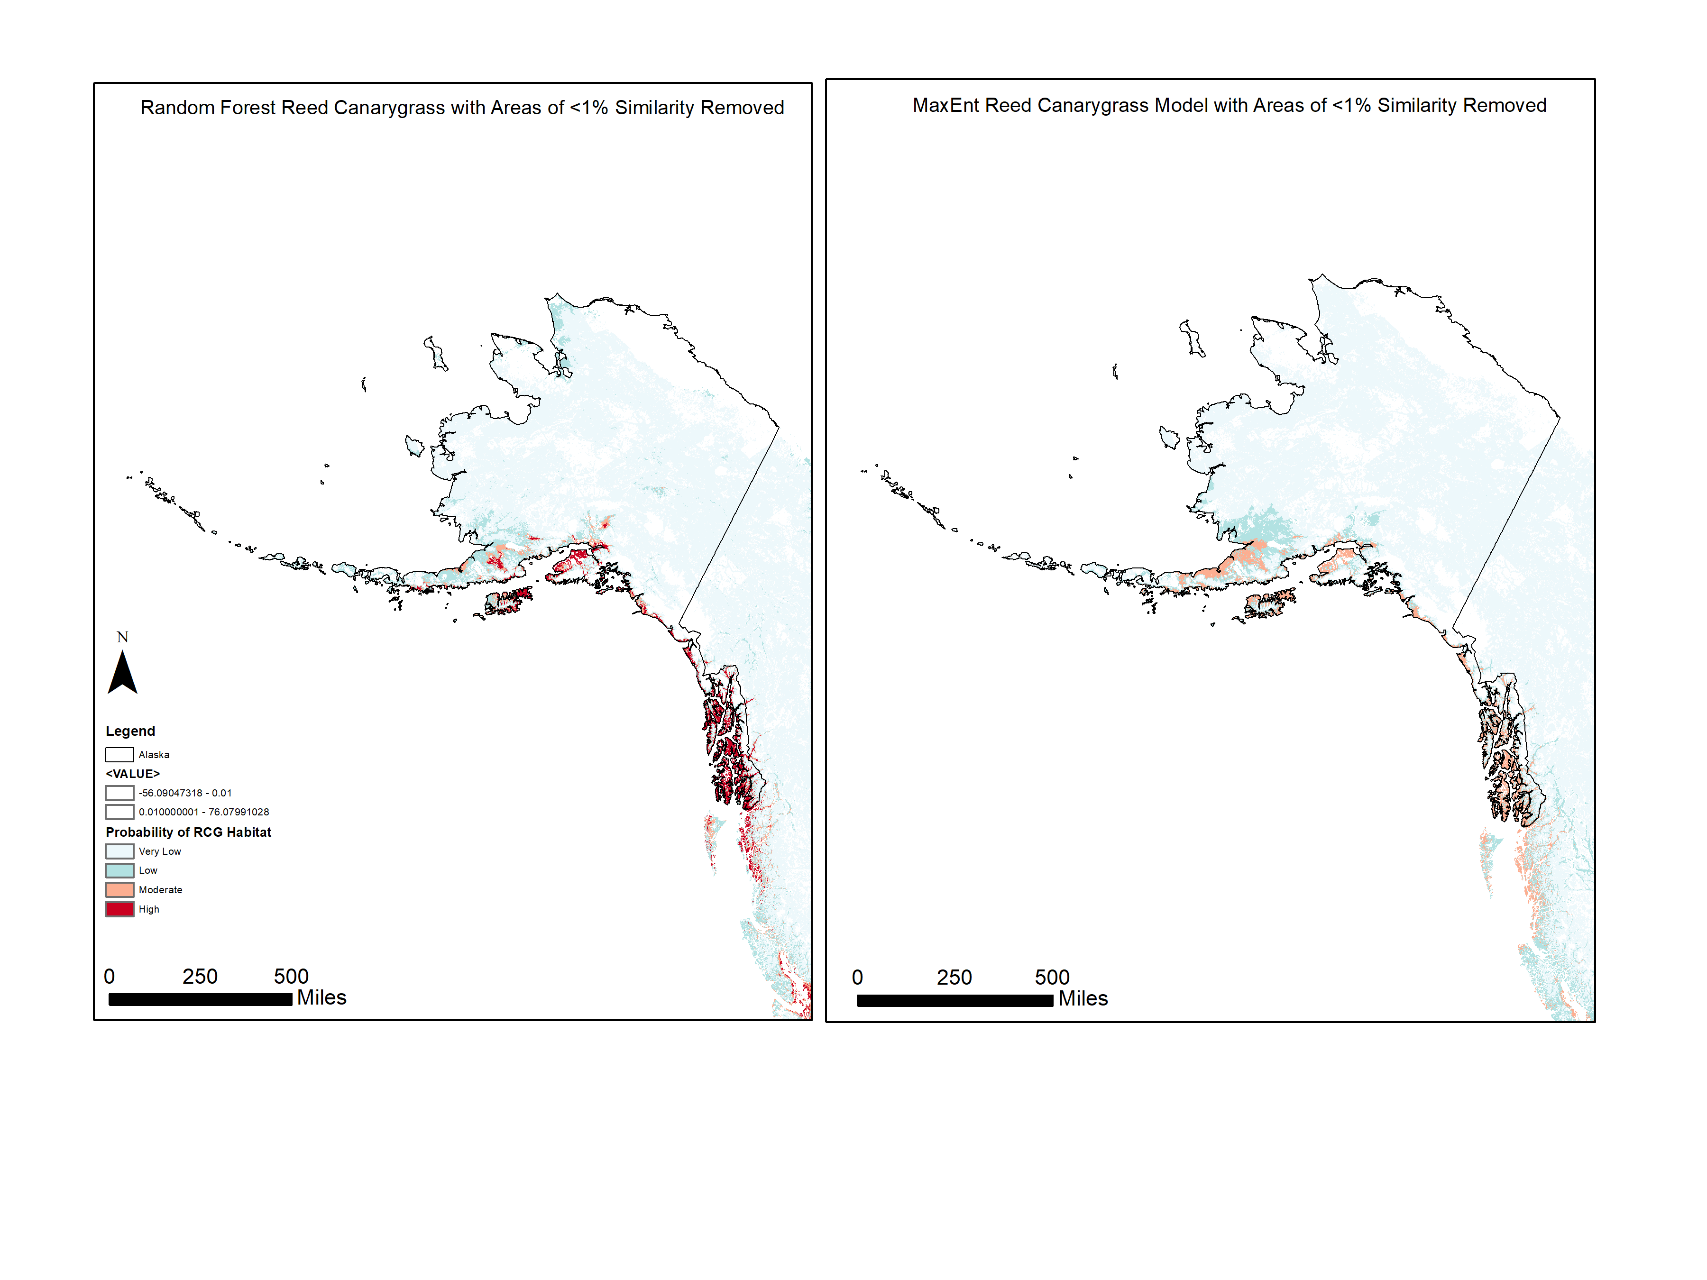 Random Forest Reed Canarygrass with Areas of <1% Similarity Removed
N
Legend
Alaska
<VALUE>
-56.09047318 - 0.01
0.010000001 - 76.07991028
Probability of RCG Habitat
Very Low
Low
Moderate
High
0 250 500
Miles
MaxEnt Reed Canarygrass Model with Areas of <1% Similarity Removed
0 250 500
Miles